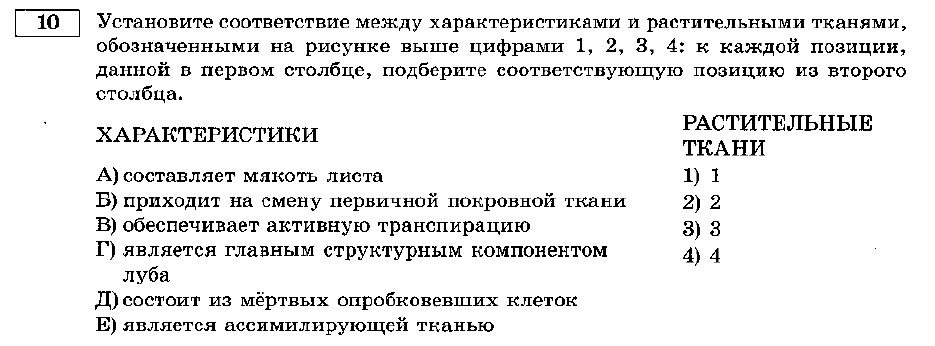 10
Установите соответствие между характеристиками и растительными тканями,
обозначенными на рисунке выше цифрами 1, 2, 3, 4: к каждой позиции,
данной в первом столбце, подберите соответствующую позицию из второго
столбца.
ХАРАКТЕРИСТИКИ
А) составляет мякоть листа
Б) приходит на смену первичной покровной ткани
В) обеспечивает активную транспирацию
Г) является главным структурным компонентом
луба
Д) состоит из мёртвых опробковевших клеток
Е) является ассимилирующей тканью
РАСТИТЕЛЬНЫЕ
ТКАНИ
1) 1
2) 2
3) 3
4) 4